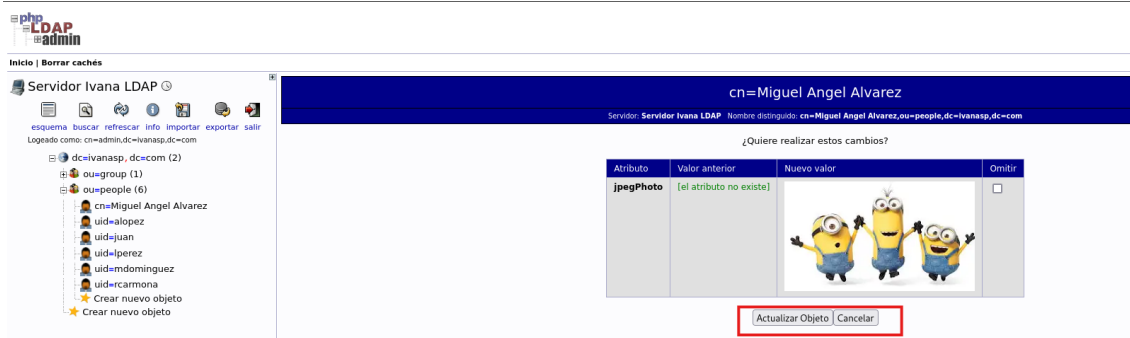 php
LDAP
admin
Inicio | Borrar cachés
Servidor Ivana LDAP
esquema buscar refrescar info importar exportar salir
Logeado como: cn=admin,dc=ivanasp,dc=com
dc=ivanasp, dc=com (2)
ou=group (1)
ou=people (6)
cn=Miguel Angel Alvarez
uid=alopez
uid=juan
uid=lperez
uid=mdominguez
uid=rcarmona
Crear nuevo objeto
Crear nuevo objeto
cn=Miguel Angel Alvarez
Servidor: Servidor Ivana LDAP Nombre distinguido: cn=Miguel Angel Alvarez,ou=people,dc=ivanasp,dc=com
¿Quiere realizar estos cambios?
Atributo Valor anterior Nuevo valor Omitir
jpegPhoto [el atributo no existe]
Actualizar Objeto Cancelar